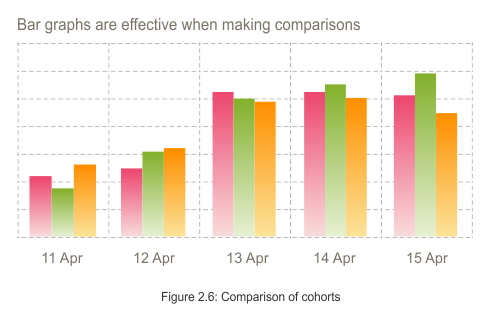 Bar graphs are effective when making comparisons
11 Apr 12 Apr 13 Apr 14 Apr 15 Apr
Figure 2.6: Comparison of cohorts